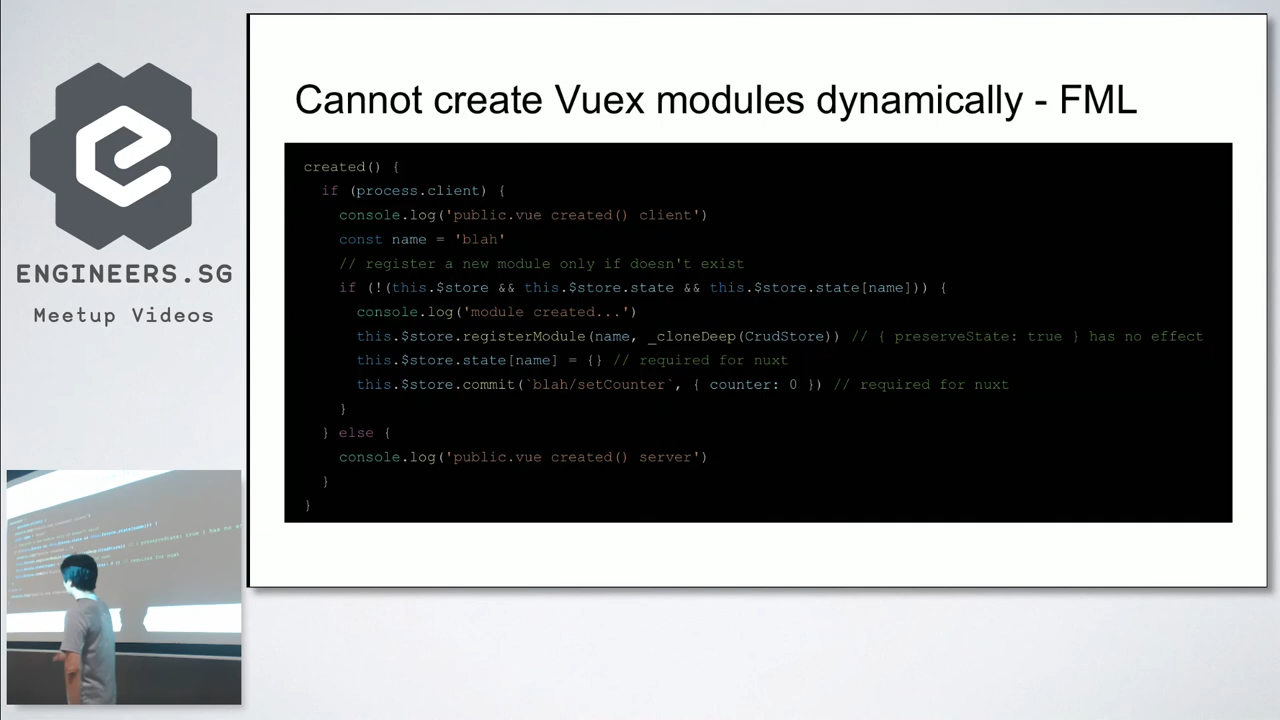 ENGINEERS.SG
Meetup Videos
Cannot create Vuex modules dynamically - FML
created() {
if (process.client) {
console.log('public.vue created() client')
const name = 'blah'
// register a new module only if doesn't exist
if (!(this.$store && this.$store.state && this.$store.state[name])) {
console.log('module created...')
this.$store.registerModule(name, _cloneDeep(CrudStore)) // { preserveState: true } has no effect
this.$store.state[name] = {} // required for nuxt
this.$store.commit(`blah/setCounter`, { counter: 0 }) // required for nuxt
}
} else {
console.log('public.vue created() server')
}
}